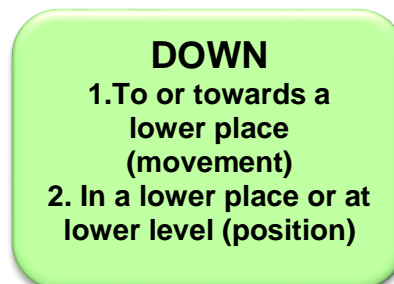 DOWN
1.To or towards a
lower place
(movement)
2. In a lower place or at
lower level (position)